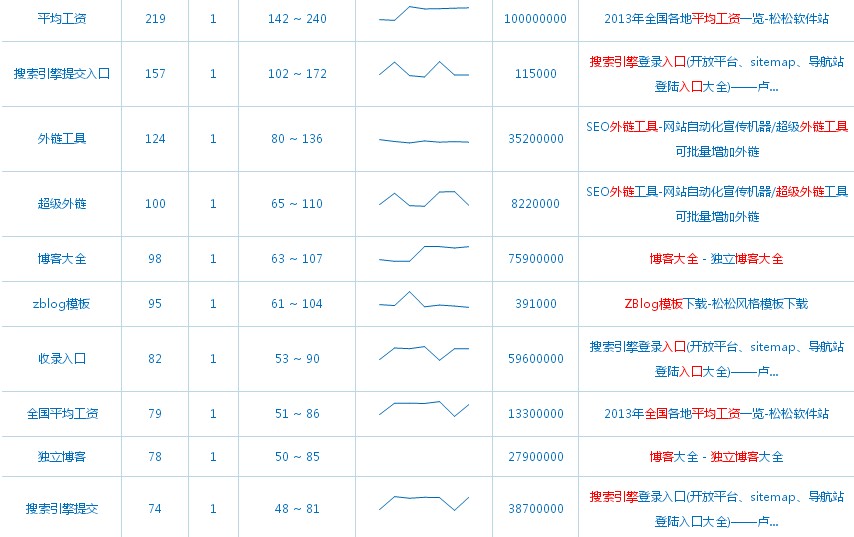 平均工资 219 1 142 ~ 240 100000000 2013年全国各地平均工资一览-松松软件站
搜索引擎提交入口 157 1 102 ~ 172 115000 搜索引擎登录入口(开放平台、sitemap、导航站
登陆入口大全)——卢...
外链工具 124 1 80 ~ 136 35200000 SEO外链工具-网站自动化宣传机器/超级外链工具
可批量增加外链
超级外链 100 1 65 ~ 110 8220000 SEO外链工具-网站自动化宣传机器/超级外链工具
可批量增加外链
博客大全 98 1 63 ~ 107 75900000 博客大全 - 独立博客大全
zblog模板 95 1 61 ~ 104 391000 ZBlog模板下载-松松风格模板下载
收录入口 82 1 53 ~ 90 59600000 搜索引擎登录入口(开放平台、sitemap、导航站
登陆入口大全)——卢...
全国平均工资 79 1 51 ~ 86 13300000 2013年全国各地平均工资一览-松松软件站
独立博客 78 1 50 ~ 85 27900000 博客大全 - 独立博客大全
搜索引擎提交 74 1 48 ~ 81 38700000 搜索引擎登录入口(开放平台、sitemap、导航站
登陆入口大全)——卢...